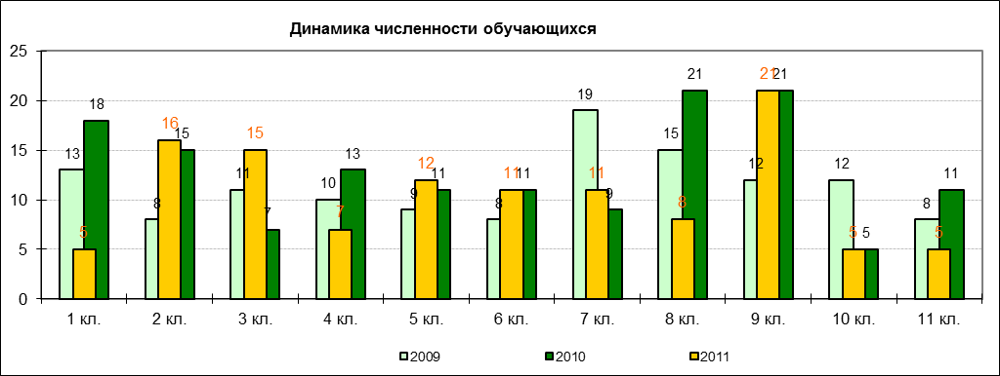 Динамика численности обучающихся
25
20
15
10
5
0
13 5 18
8 16 15
11 15 7
10 7 13
9 12 11
8 11 11
19 11 9
15 8 21
12 21 21
12 5 5
8 5 11
1 кл. 2 кл. 3 кл. 4 кл. 5 кл. 6 кл. 7 кл. 8 кл. 9 кл. 10 кл. 11 кл.
2009 2010 2011